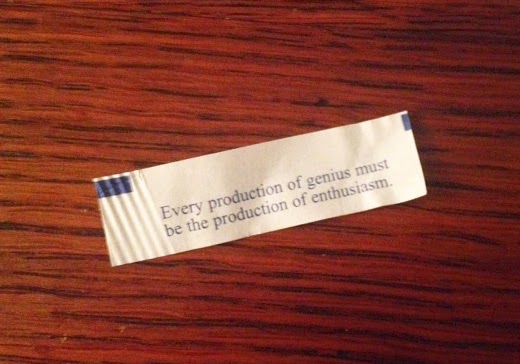 Every production of genius must
be the production of enthusiasm.